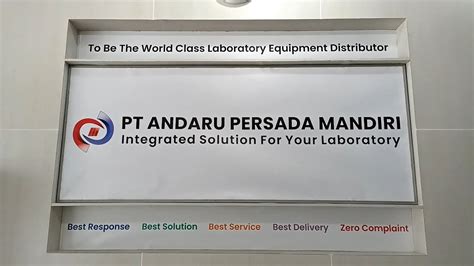 To Be The World Class Laboratory Equipment Distributor
PT ANDARU PERSADA MANDIRI
Integrated Solution For Your Laboratory
Best Response Best Solution Best Service Best Delivery Zero Complaint